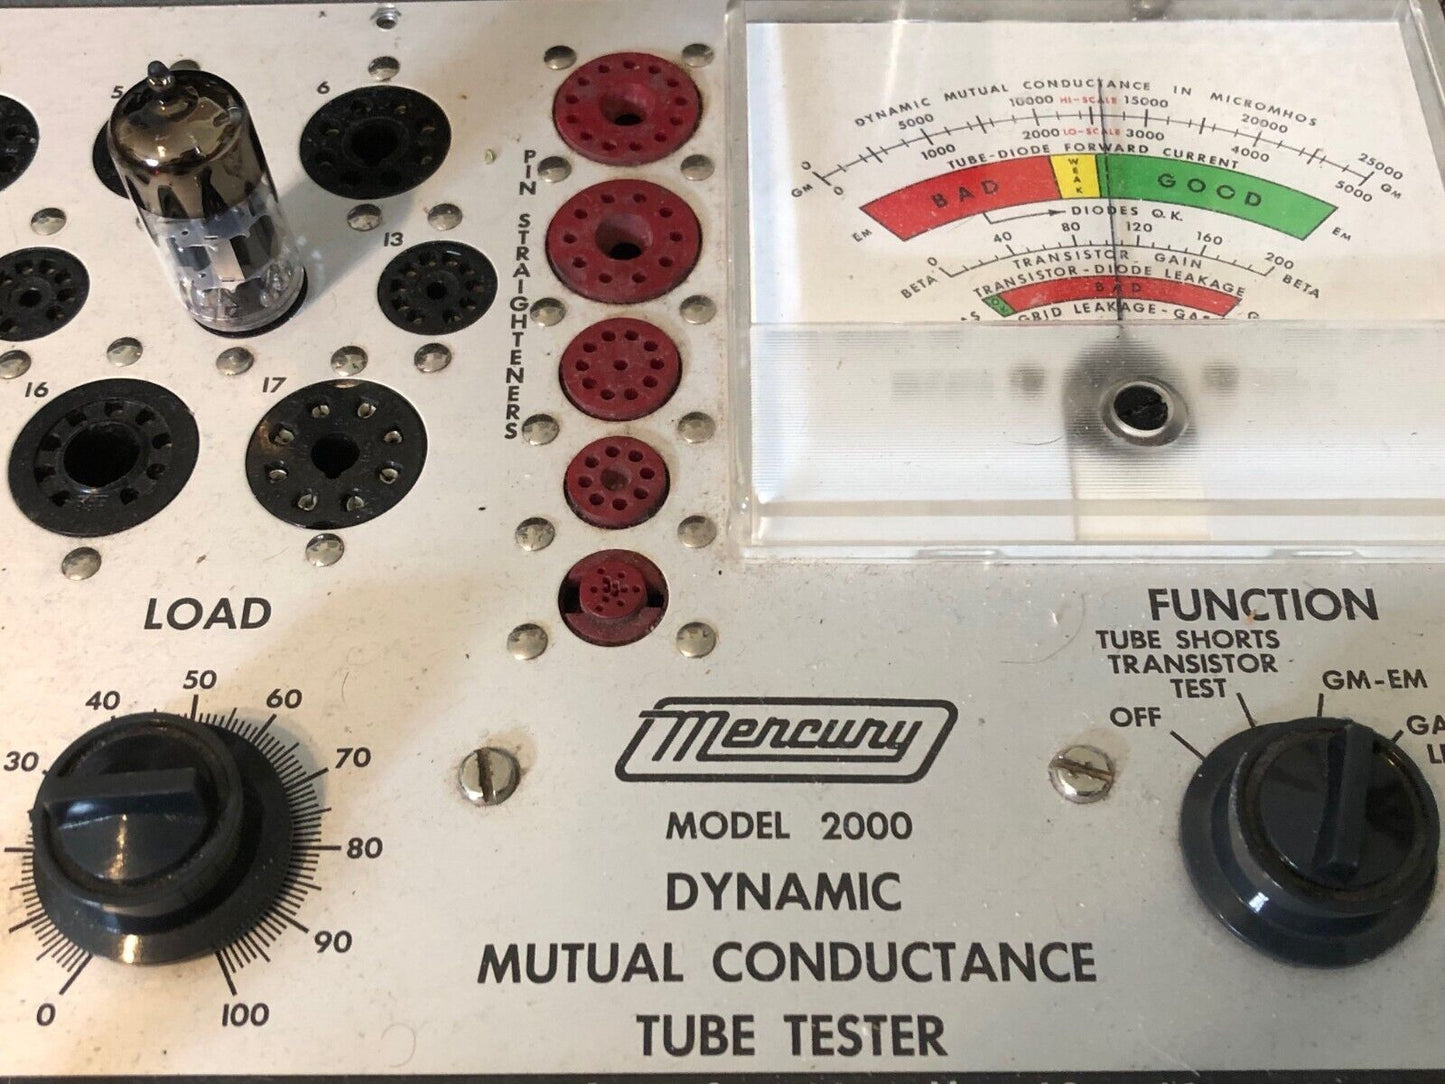 5
6
13
16
17
PIN STRAIGHTENERS
DYNAMIC MUTUAL CONDUCTANCE IN MICROMHOS
0 5000 10000 HI-SCALE 15000 20000 25000
GM GM
0 1000 2000 LO-SCALE 3000 4000 5000
TUBE-DIODE FORWARD CURRENT
BAD WEAK GOOD
EM EM
DIODES O.K.
0 40 80 120 160 200
BETA TRANSISTOR GAIN BETA
TRANSISTOR-DIODE LEAKAGE
OK BAD
GRID LEAKAGE-GA
LOAD
0 30 40 50 60 70 80 90 100
FUNCTION
TUBE SHORTS
TRANSISTOR
TEST
OFF
GM-EM
GA
Mercury
MODEL 2000
DYNAMIC
MUTUAL CONDUCTANCE
TUBE TESTER